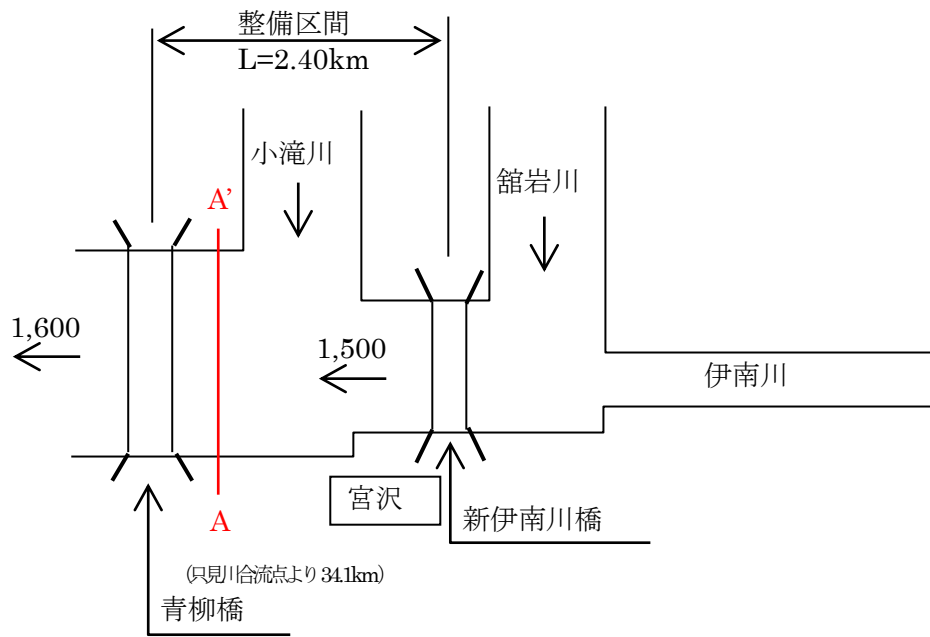 整備区間
L=2.40km
小滝川
舘岩川
A’
1,600
1,500
伊南川
宮沢
A
新伊南川橋
(只見川合流点より 34.1km)
青柳橋